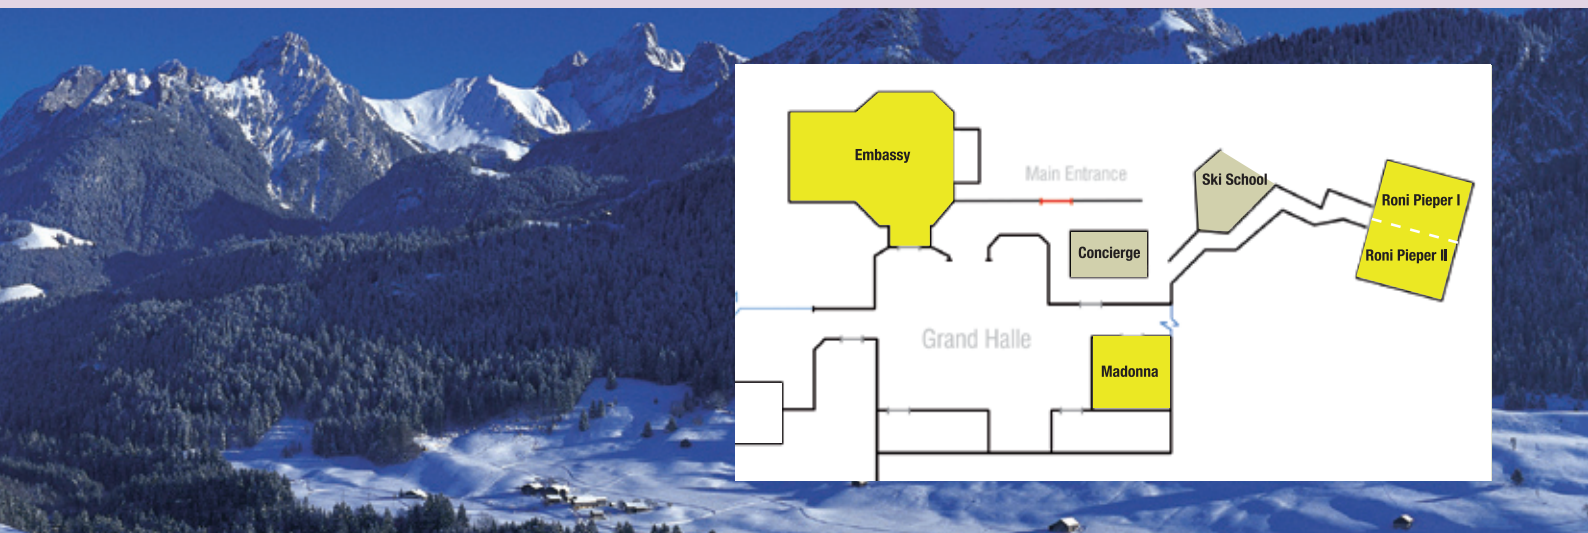 Embassy
Main Entrance
Ski School
Roni Pieper I
Concierge
Roni Pieper II
Grand Halle
Madonna